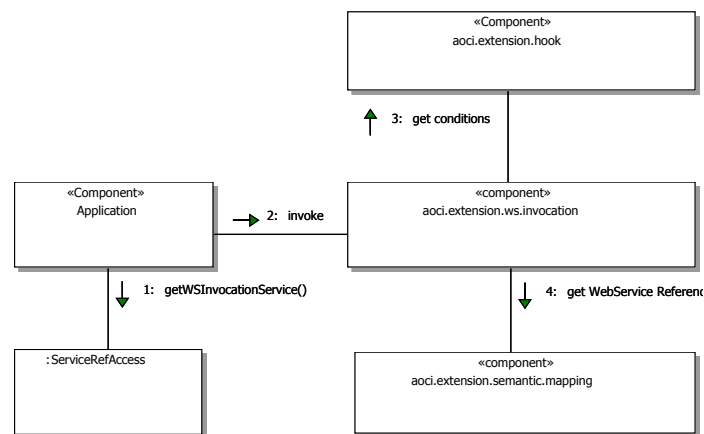 «Component»
aoci.extension.hook
3: get conditions
«Component»
Application
2: invoke
«component»
aoci.extension.ws.invocation
1: getWSInvocationService()
4: get WebService Referenc
:ServiceRefAccess
«component»
aoci.extension.semantic.mapping